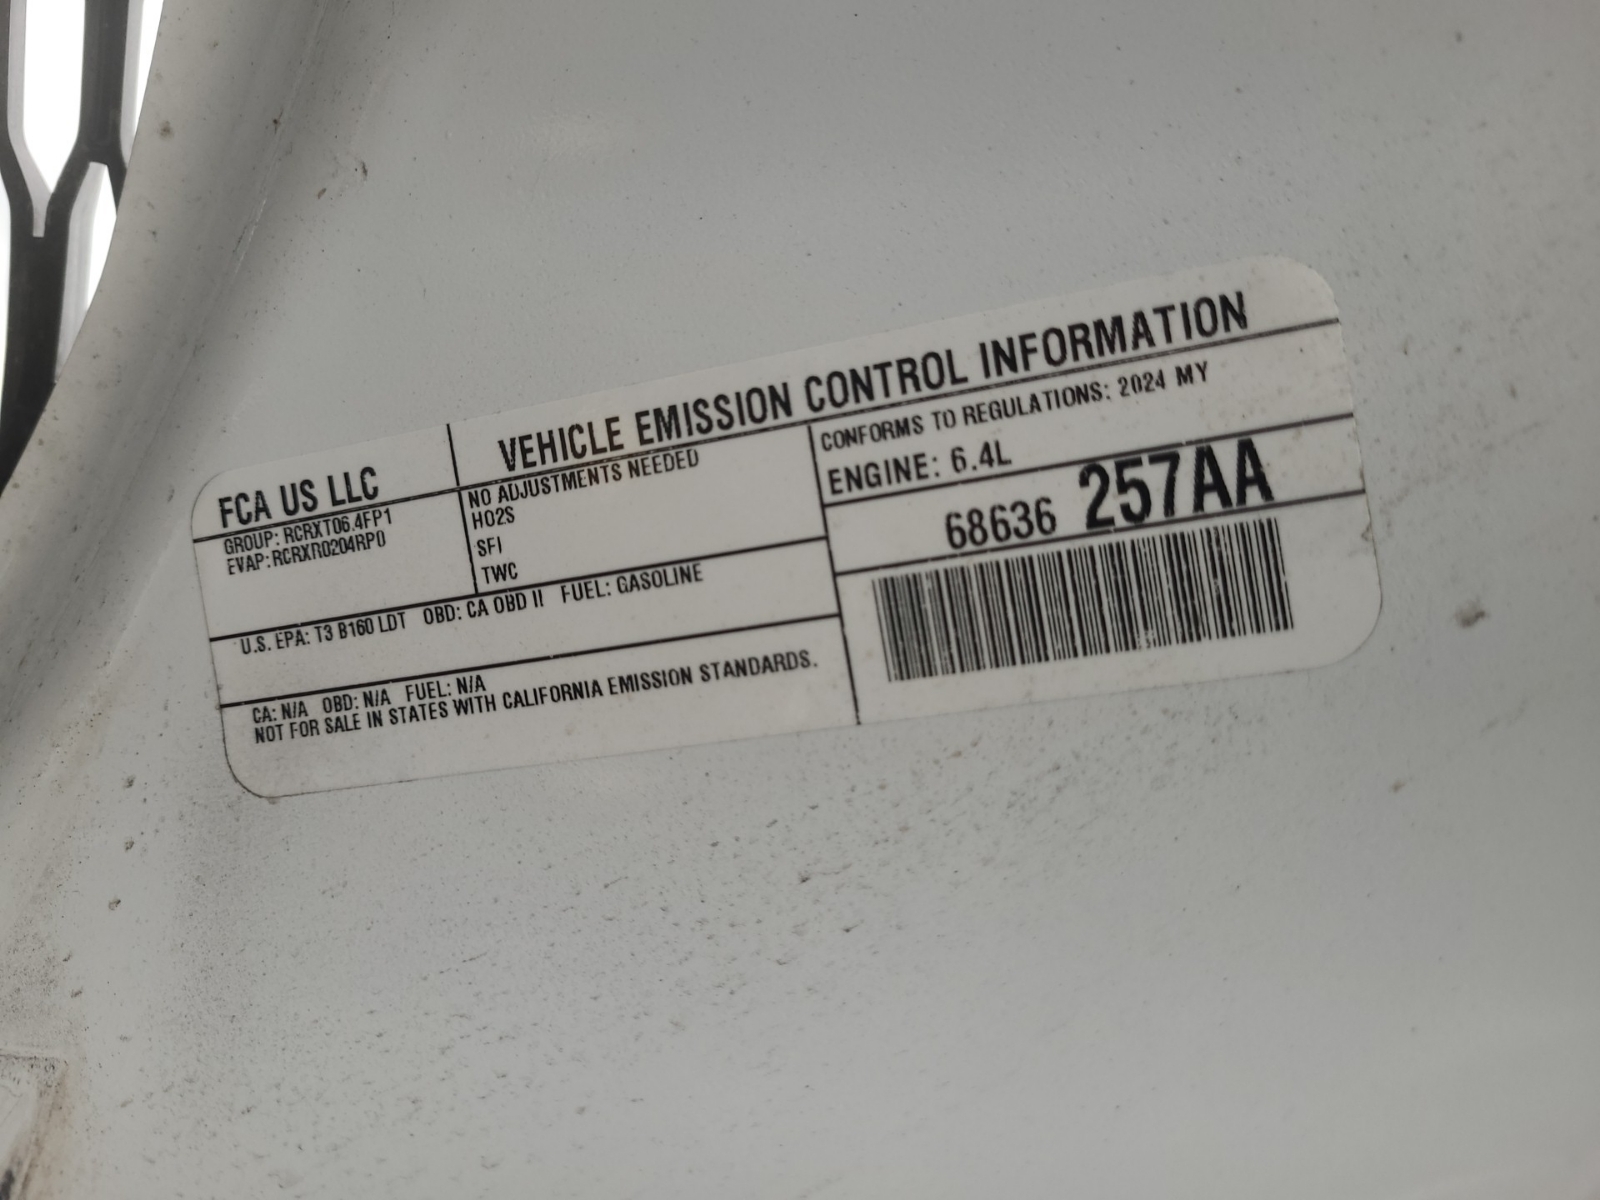 FCA US LLC
VEHICLE EMISSION CONTROL INFORMATION
GROUP: RCRXT06.4FP1
EVAP: RCRXR0204RP0
NO ADJUSTMENTS NEEDED
HO2S
SFI
TWC
CONFORMS TO REGULATIONS: 2024 MY
ENGINE: 6.4L
68636 257AA
U.S. EPA: T3 B160 LDT OBD: CA OBD II FUEL: GASOLINE
CA: N/A OBD: N/A FUEL: N/A
NOT FOR SALE IN STATES WITH CALIFORNIA EMISSION STANDARDS.